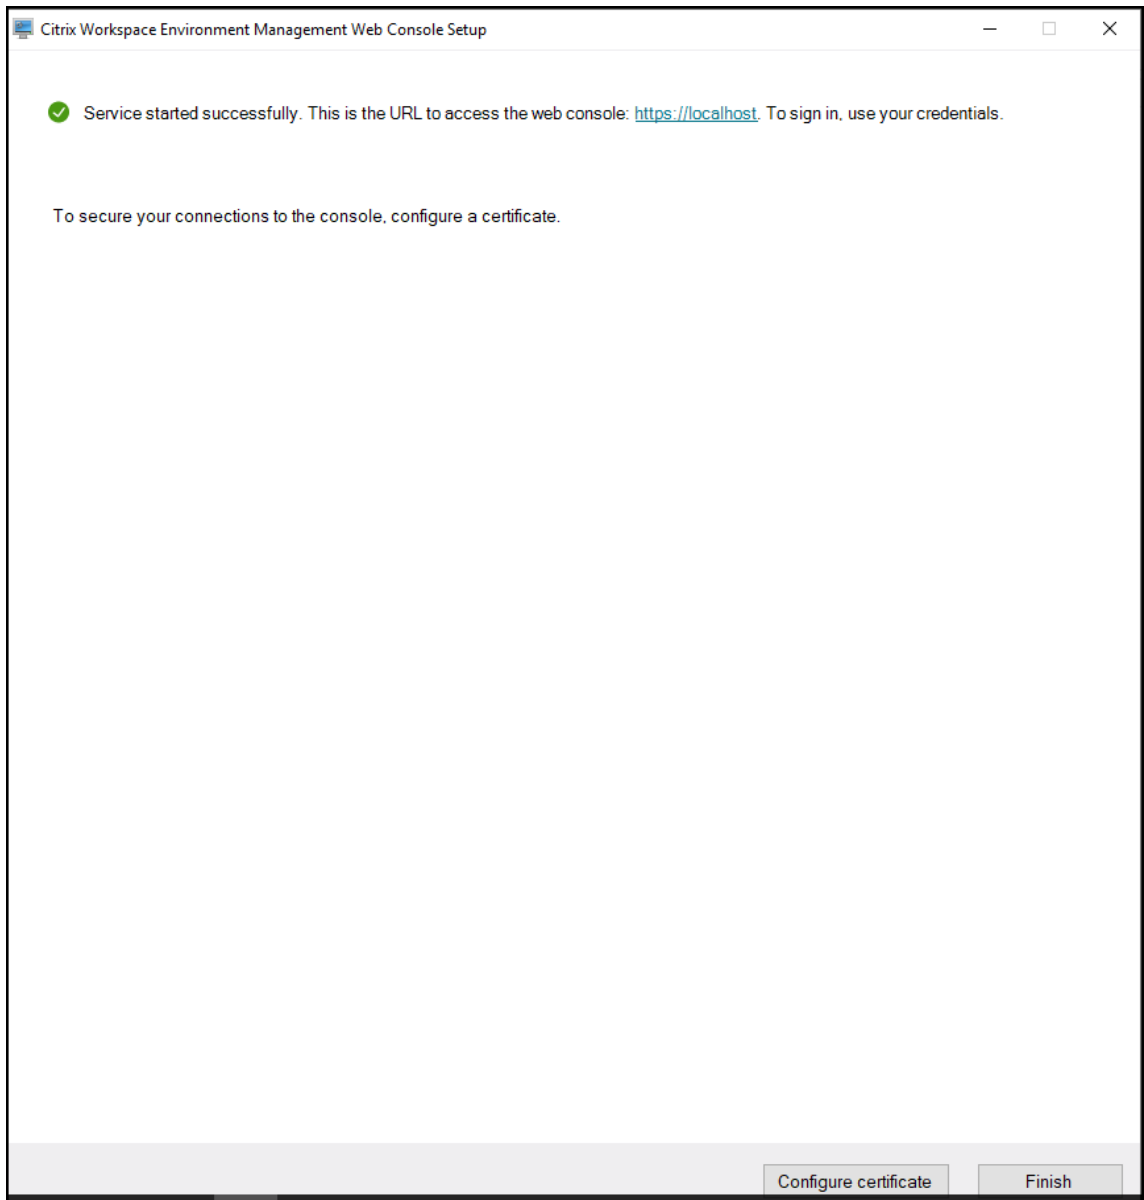 Citrix Workspace Environment Management Web Console Setup
Service started successfully. This is the URL to access the web console: https://localhost. To sign in, use your credentials.
To secure your connections to the console, configure a certificate.
Configure certificate
Finish